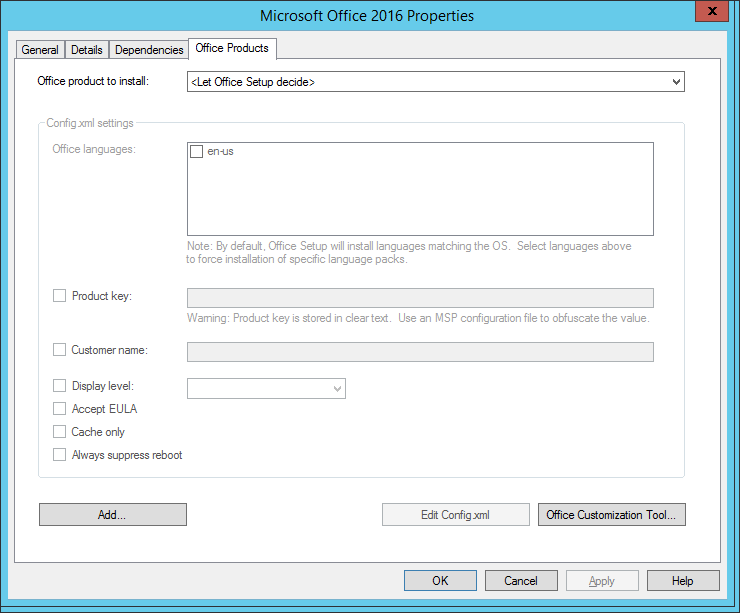 Microsoft Office 2016 Properties
x
General
Details
Dependencies
Office Products
Office product to install:
<Let Office Setup decide>
Config.xml settings
Office languages:
en-us
Note: By default, Office Setup will install languages matching the OS. Select languages above
to force installation of specific language packs.
Product key:
Warning: Product key is stored in clear text. Use an MSP configuration file to obfuscate the value.
Customer name:
Display level:
Accept EULA
Cache only
Always suppress reboot
Add...
Edit Config.xml
Office Customization Tool...
OK
Cancel
Apply
Help